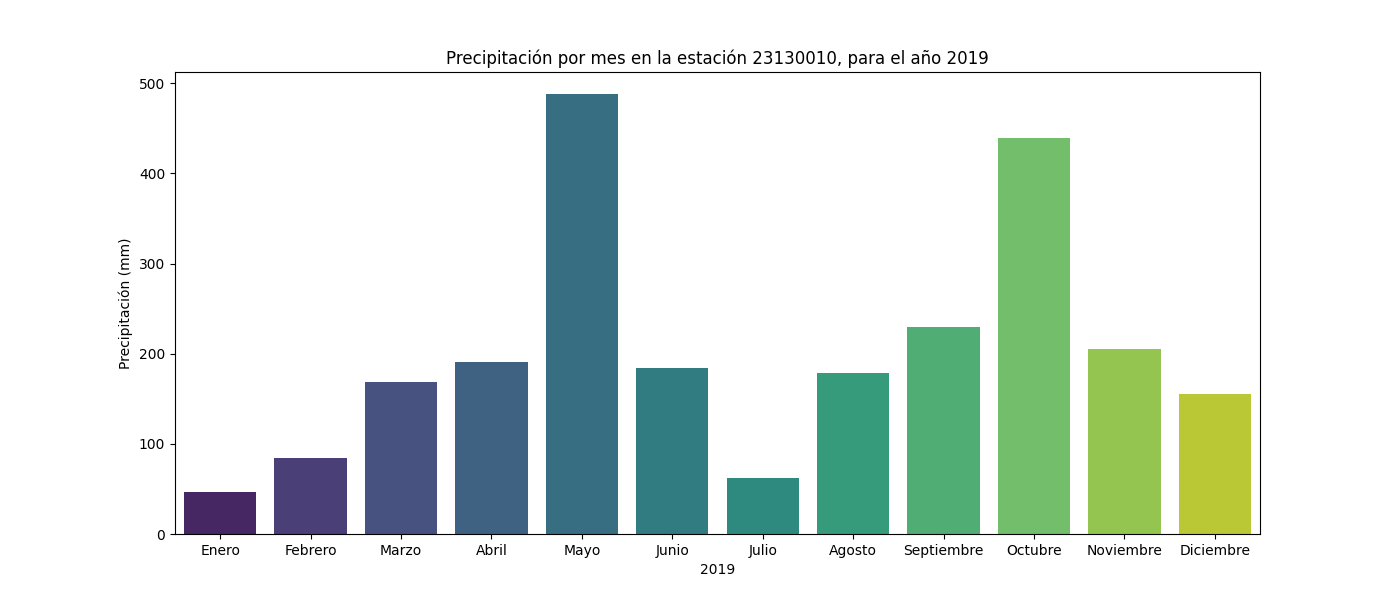 Precipitación por mes en la estación 23130010, para el año 2019
Precipitación (mm)
500
400
300
200
100
0
Enero Febrero Marzo Abril Mayo Junio Julio Agosto Septiembre Octubre Noviembre Diciembre
2019